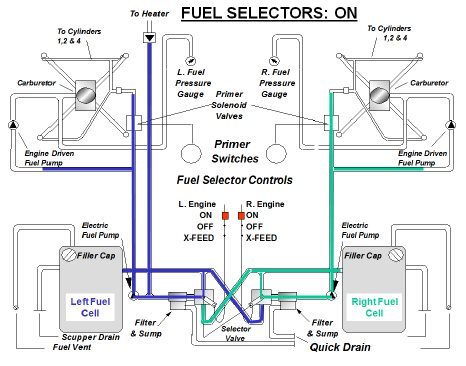 To Heater
FUEL SELECTORS: ON
To Cylinders
1,2 & 4
To Cylinders
1,2 & 4
L. Fuel
Pressure
Gauge
R. Fuel
Pressure
Gauge
Carburetor
Carburetor
Primer
Solenoid
Valves
Engine Driven
Fuel Pump
Primer
Switches
Engine Driven
Fuel Pump
Fuel Selector Controls
L. Engine
ON
OFF
X-FEED
R. Engine
ON
OFF
X-FEED
Electric
Fuel Pump
Electric
Fuel Pump
Filler Cap
Filler Cap
Left Fuel
Cell
Right Fuel
Cell
Filter
& Sump
Selector
Valve
Filter
& Sump
Scupper Drain
Fuel Vent
Quick Drain